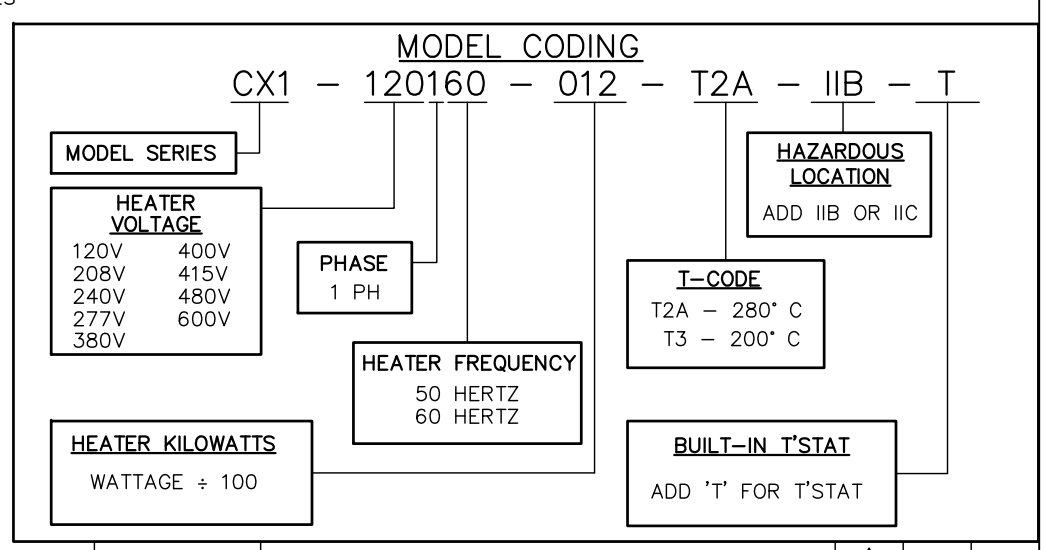 MODEL CODING
CX1 - 120160 - 012 - T2A - IIB - T
MODEL SERIES
HEATER
VOLTAGE
120V 400V
208V 415V
240V 480V
277V 600V
380V
PHASE
1 PH
HEATER FREQUENCY
50 HERTZ
60 HERTZ
HEATER KILOWATTS
WATTAGE ÷ 100
HAZARDOUS
LOCATION
ADD IIB OR IIC
T-CODE
T2A - 280° C
T3 - 200° C
BUILT-IN T'STAT
ADD 'T' FOR T'STAT